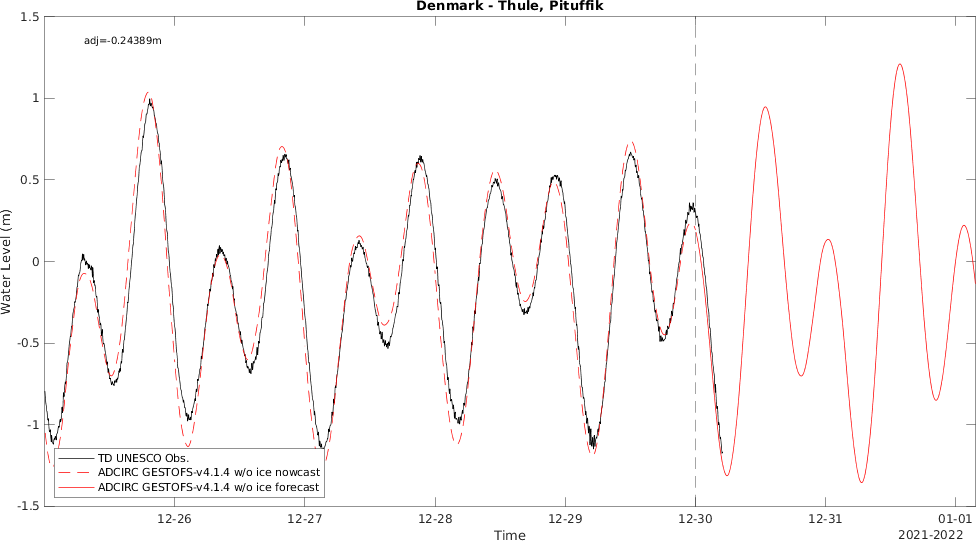 Denmark - Thule, Pituffik
adj=-0.24389m
1.5
1
0.5
0
-0.5
-1
-1.5
Water Level (m)
TD UNESCO Obs.
ADCIRC GESTOFS-v4.1.4 w/o ice nowcast
ADCIRC GESTOFS-v4.1.4 w/o ice forecast
12-26 12-27 12-28 12-29 12-30 12-31 01-01
Time
2021-2022